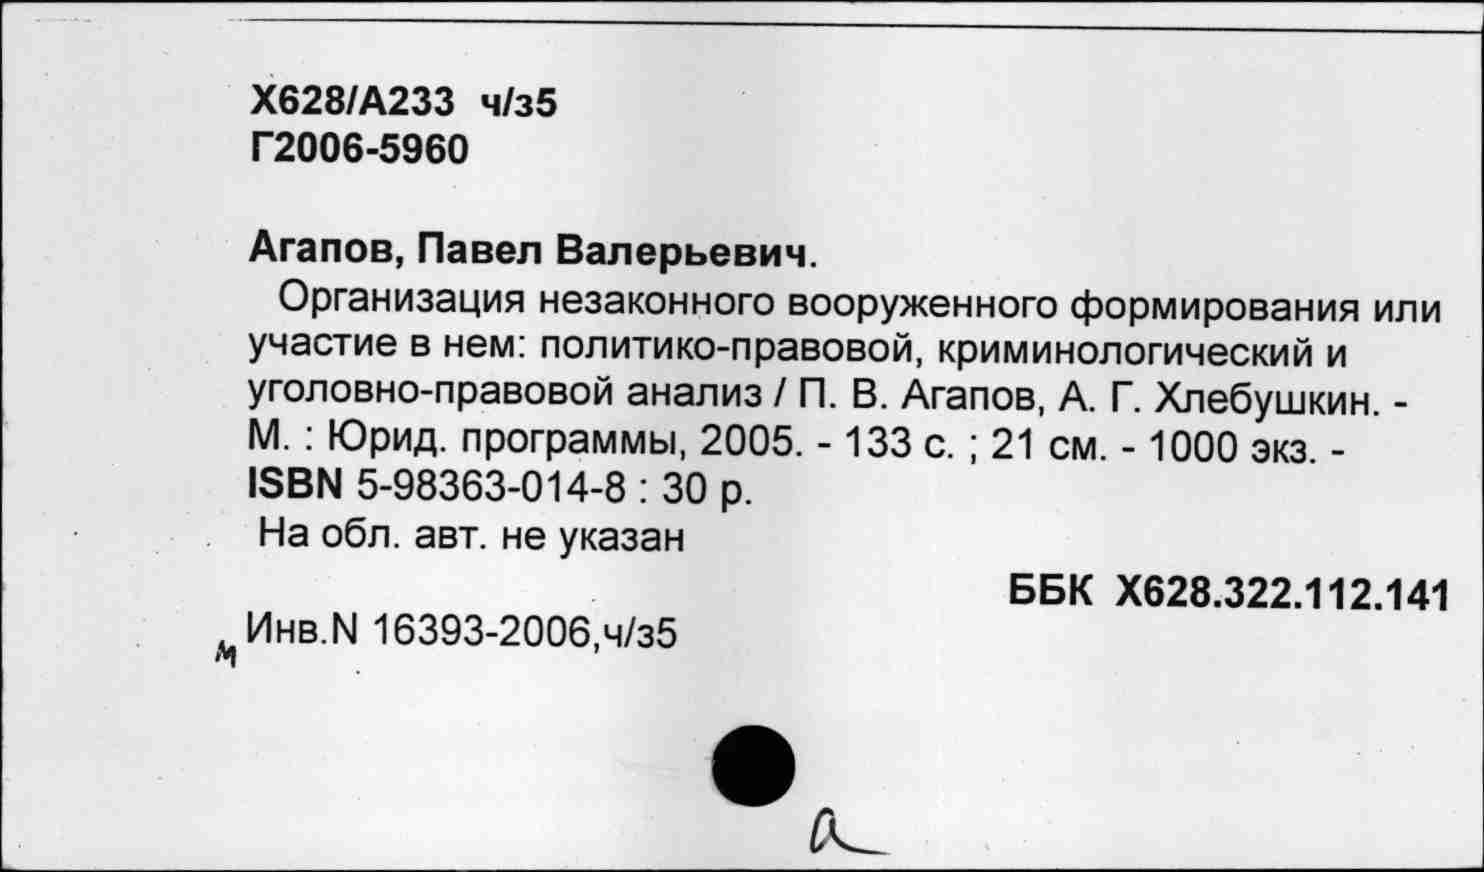 Х628/А233 ч/з5
Г2006-5960
Агапов, Павел Валерьевич.
Организация незаконного вооруженного формирования или
участие в нем: политико-правовой, криминологический и
уголовно-правовой анализ / П. В. Агапов, А. Г. Хлебушкин. -
М. : Юрид. программы, 2005. - 133 с. ; 21 см. - 1000 экз. -
ISBN 5-98363-014-8 : 30 р.
На обл. авт. не указан
ББК Х628.322.112.141
Инв.N 16393-2006,ч/з5
а